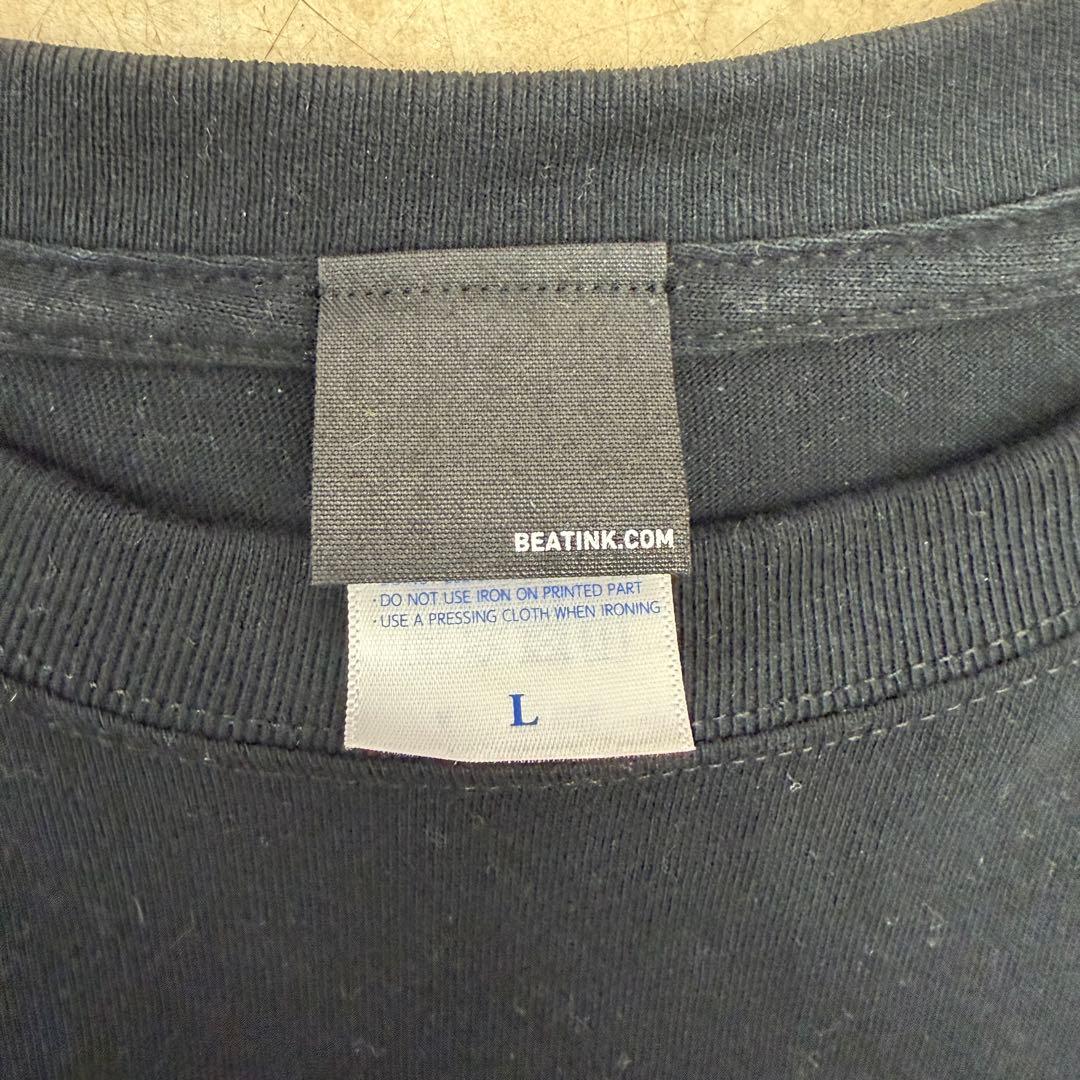 BEATINK.COM
・DO NOT USE IRON ON PRINTED PART
・USE A PRESSING CLOTH WHEN IRONING
L